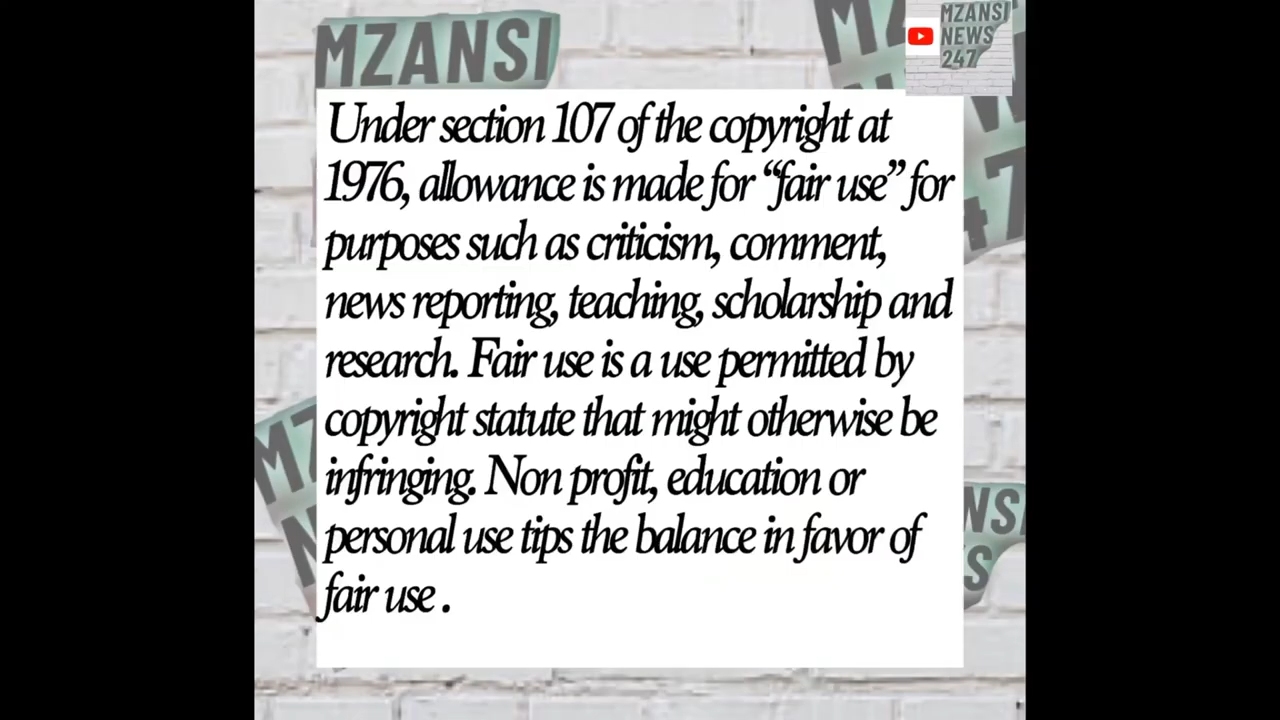 MZANSI
MZANSI
NEWS
247
Under section 107 of the copyright at
1976, allowance is made for “fair use” for
purposes such as criticism, comment,
news reporting, teaching, scholarship and
research. Fair use is a use permitted by
copyright statute that might otherwise be
infringing. Non profit, education or
personal use tips the balance in favor of
fair use .